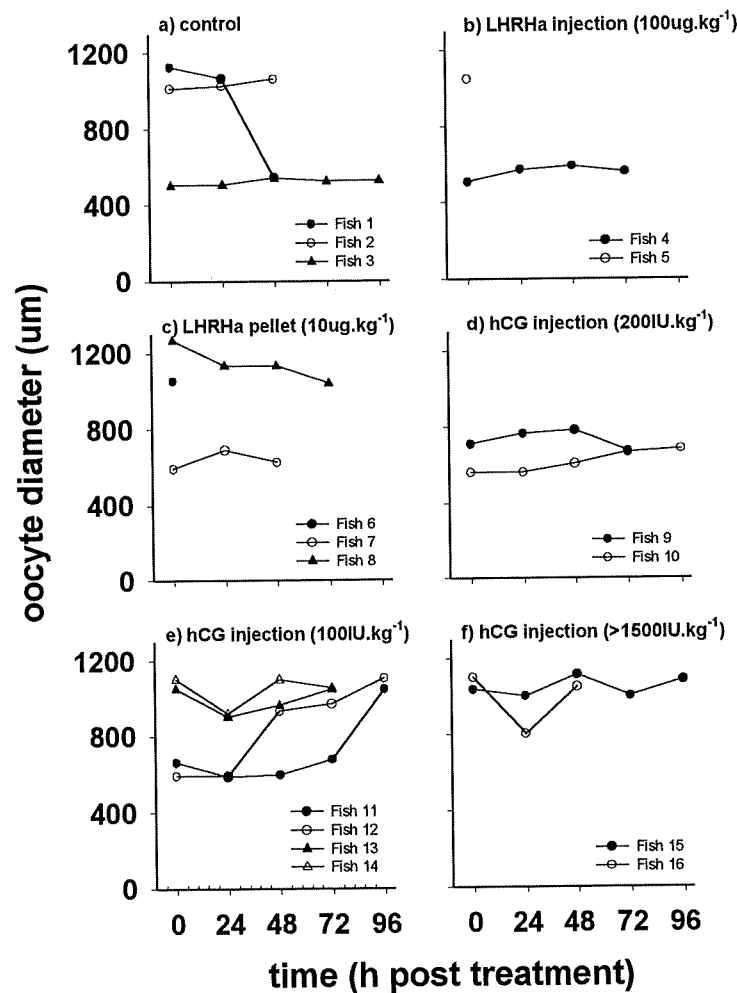 a) control
b) LHRHa injection (100ug.kg⁻¹)
1200
800
400
0
Fish 1
Fish 2
Fish 3
Fish 4
Fish 5
c) LHRHa pellet (10ug.kg⁻¹)
d) hCG injection (200IU.kg⁻¹)
1200
800
400
0
Fish 6
Fish 7
Fish 8
Fish 9
Fish 10
oocyte diameter (um)
e) hCG injection (100IU.kg⁻¹)
f) hCG injection (>1500IU.kg⁻¹)
1200
800
400
0
Fish 11
Fish 12
Fish 13
Fish 14
Fish 15
Fish 16
0 24 48 72 96
0 24 48 72 96
time (h post treatment)